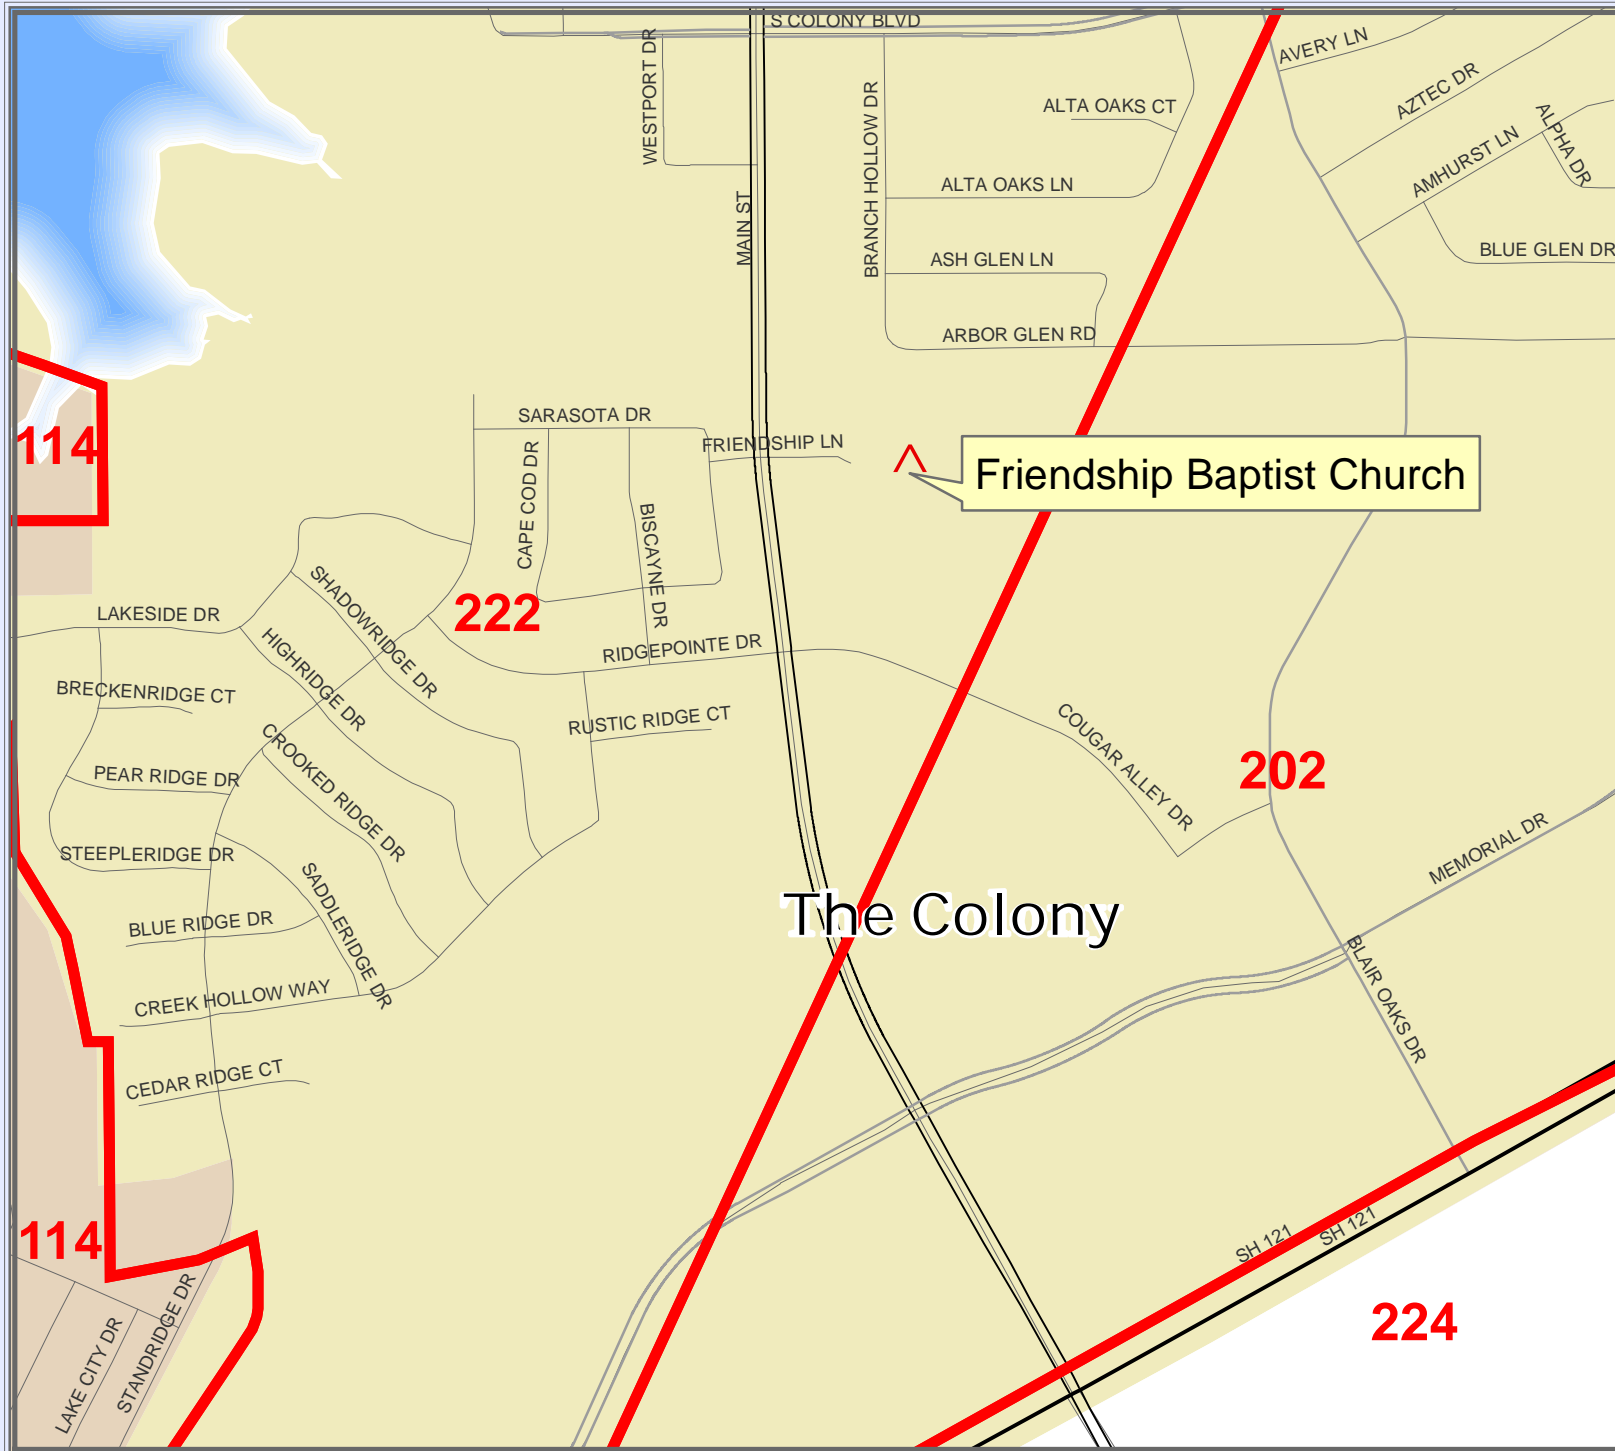 S COLONY BLVD
AVERY LN
WESTPORT DR
AZTEC DR
BRANCH HOLLOW DR
ALTA OAKS CT
ALPHA DR
AMHURST LN
ALTA OAKS LN
MAIN ST
BLUE GLEN DR
ASH GLEN LN
ARBOR GLEN RD
SARASOTA DR
FRIENDSHIP LN
114
Friendship Baptist Church
CAPE COD DR
BISCAYNE DR
SHADOWRIDGE DR
222
LAKESIDE DR
HIGHRIDGE DR
RIDGEPOINTE DR
BRECKENRIDGE CT
RUSTIC RIDGE CT
COUGAR ALLEY DR
CROOKED RIDGE DR
PEAR RIDGE DR
202
STEEPLERIDGE DR
MEMORIAL DR
SADDLERIDGE DR
The Colony
BLUE RIDGE DR
BLAIR OAKS DR
CREEK HOLLOW WAY
CEDAR RIDGE CT
114
SH 121
SH 121
STANDRIDGE DR
LAKE CITY DR
224